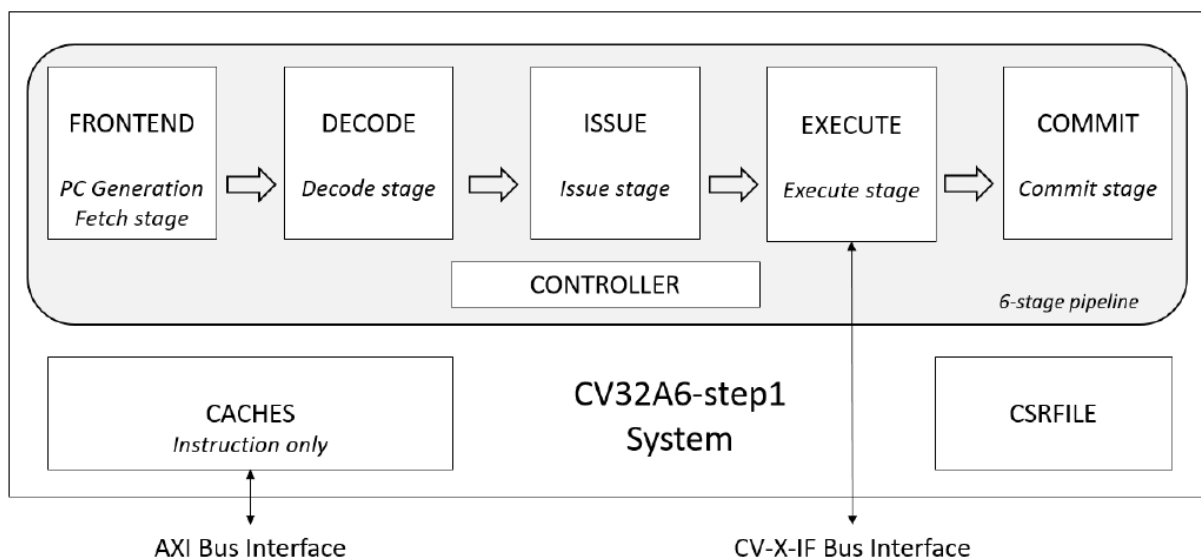 FRONTEND
PC Generation
Fetch stage
DECODE
Decode stage
ISSUE
Issue stage
EXECUTE
Execute stage
COMMIT
Commit stage
CONTROLLER
6-stage pipeline
CACHES
Instruction only
CV32A6-step1
System
CSRFILE
AXI Bus Interface
CV-X-IF Bus Interface